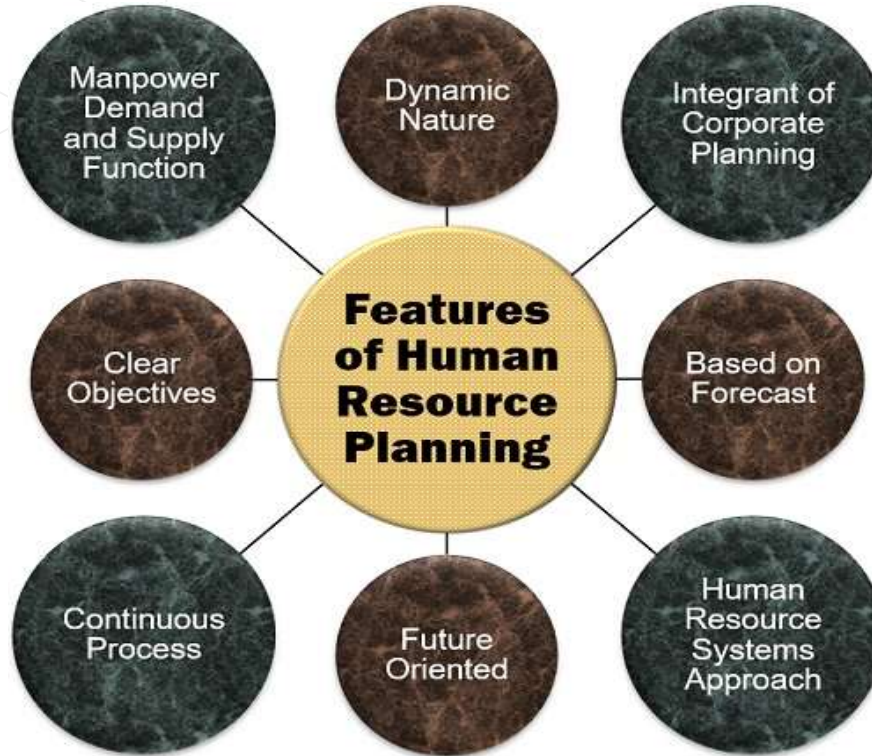 Manpower
Demand
and Supply
Function
Dynamic
Nature
Integrant of
Corporate
Planning
Clear
Objectives
Features
of Human
Resource
Planning
Based on
Forecast
Continuous
Process
Future
Oriented
Human
Resource
Systems
Approach